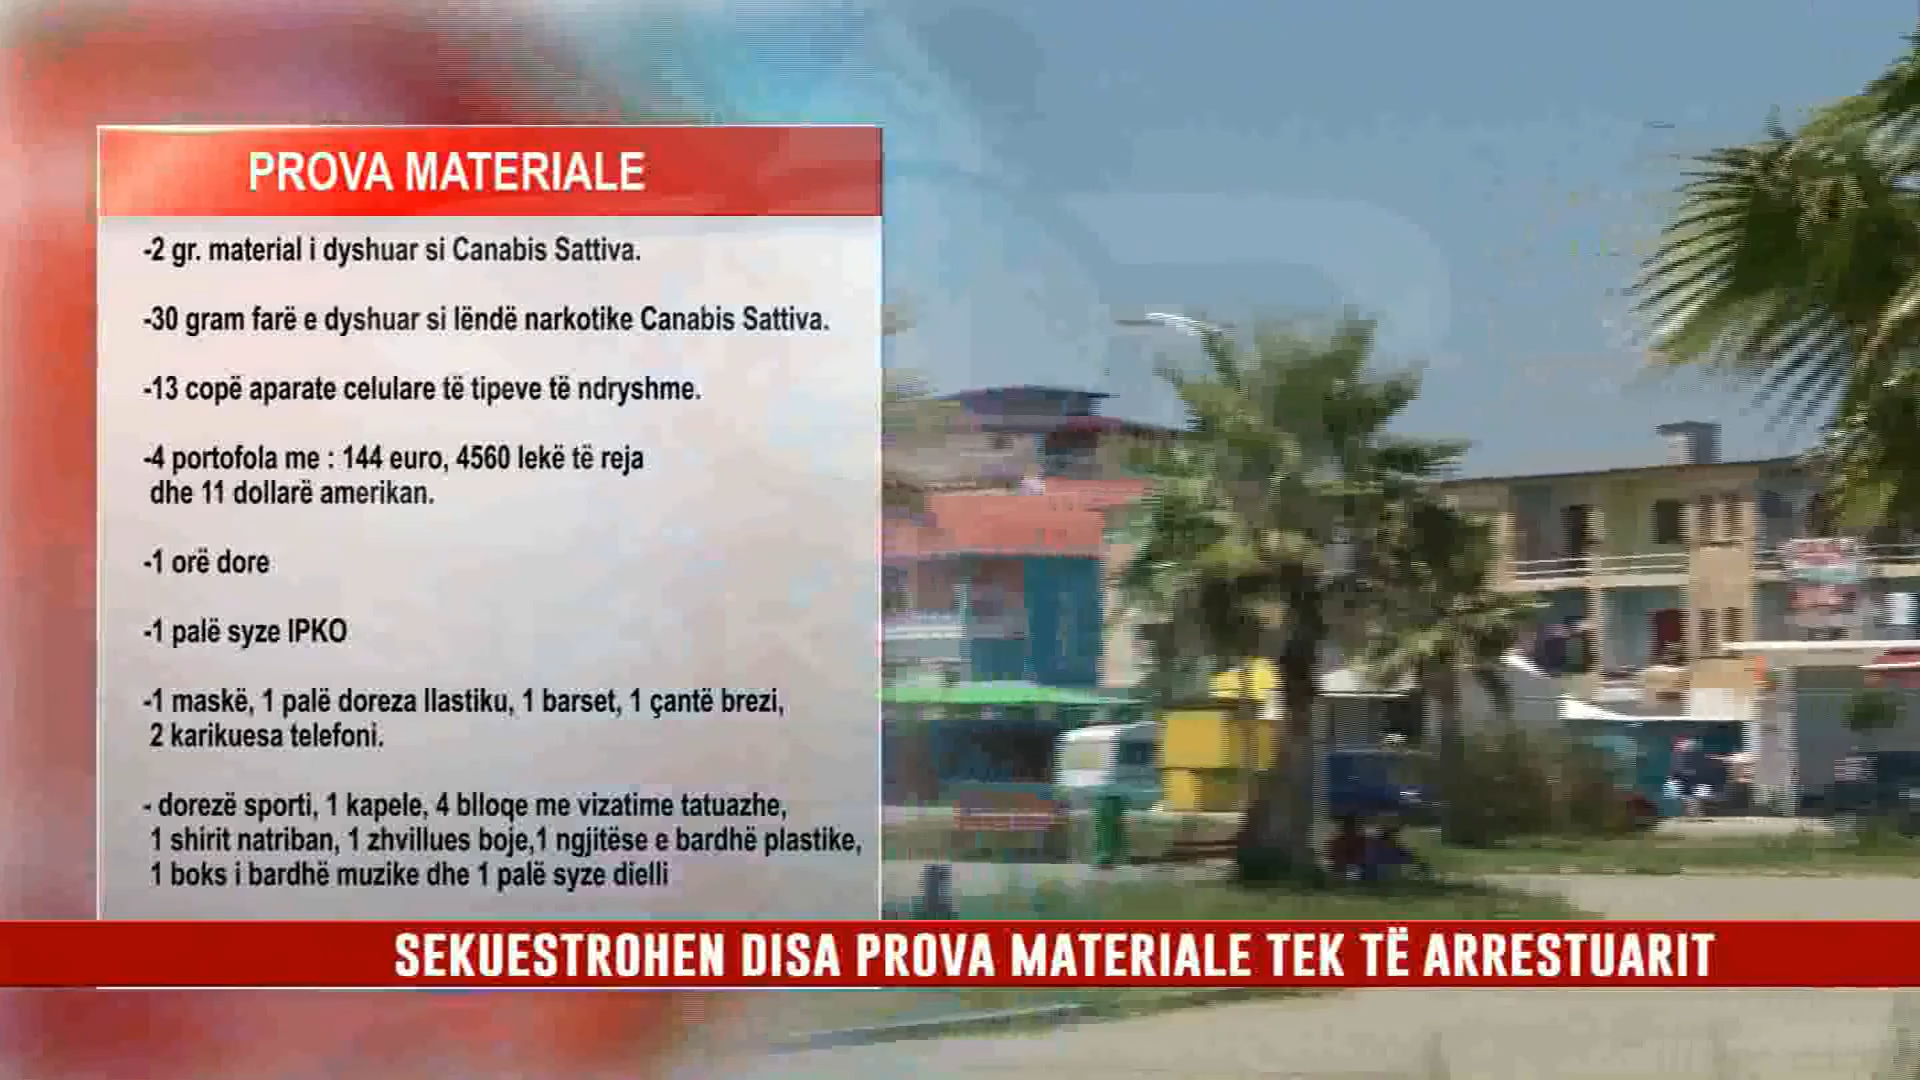 PROVA MATERIALE
-2 gr. material i dyshuar si Canabis Sattiva.
-30 gram farë e dyshuar si lëndë narkotike Canabis Sattiva.
-13 copë aparate celulare të tipeve të ndryshme.
-4 portofola me : 144 euro, 4560 lekë të reja
dhe 11 dollarë amerikan.
-1 orë dore
-1 palë syze IPKO
-1 maskë, 1 palë doreza llastiku, 1 barset, 1 çantë brezi,
2 karikuesa telefoni.
- dorezë sporti, 1 kapele, 4 blloqe me vizatime tatuazhe,
1 shirit natriban, 1 zhvillues boje,1 ngjitëse e bardhë plastike,
1 boks i bardhë muzike dhe 1 palë syze dielli
SEKUESTROHEN DISA PROVA MATERIALE TEK TË ARRESTUARIT